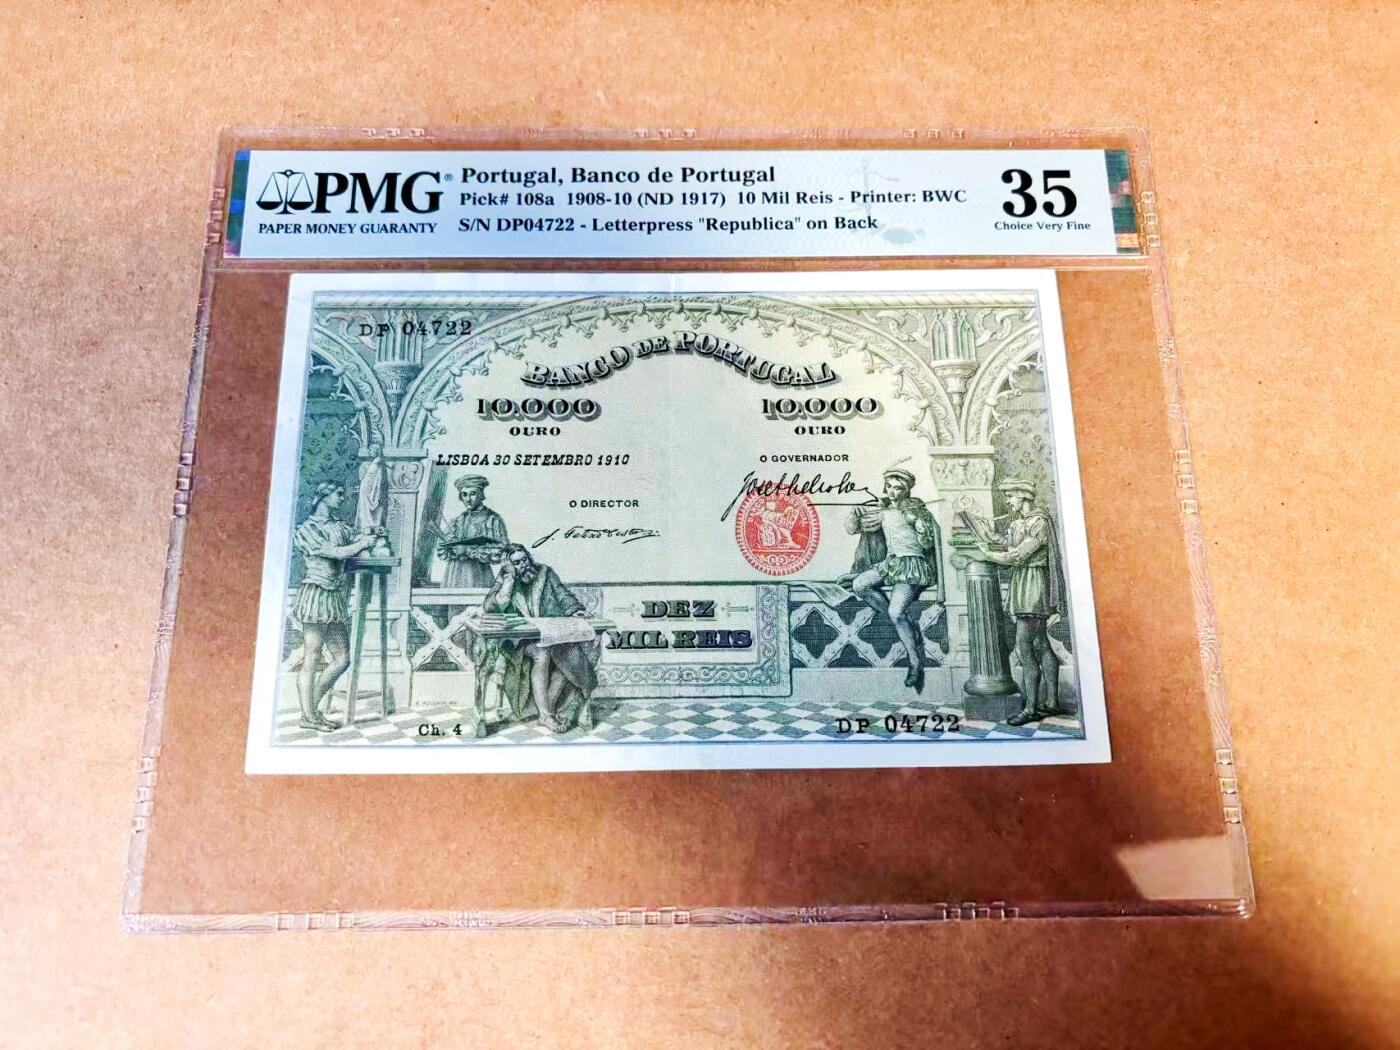 PMG®
PAPER MONEY GUARANTY
Portugal, Banco de Portugal
Pick# 108a 1908-10 (ND 1917) 10 Mil Reis - Printer: BWC
S/N DP04722 - Letterpress "Republica" on Back
35
Choice Very Fine
DP 04722
BANCO DE PORTUGAL
10.000
OURO
10.000
OURO
LISBOA 30 SETEMBRO 1910
O GOVERNADOR
O DIRECTOR
DEZ
MIL REIS
Ch. 4
DP 04722